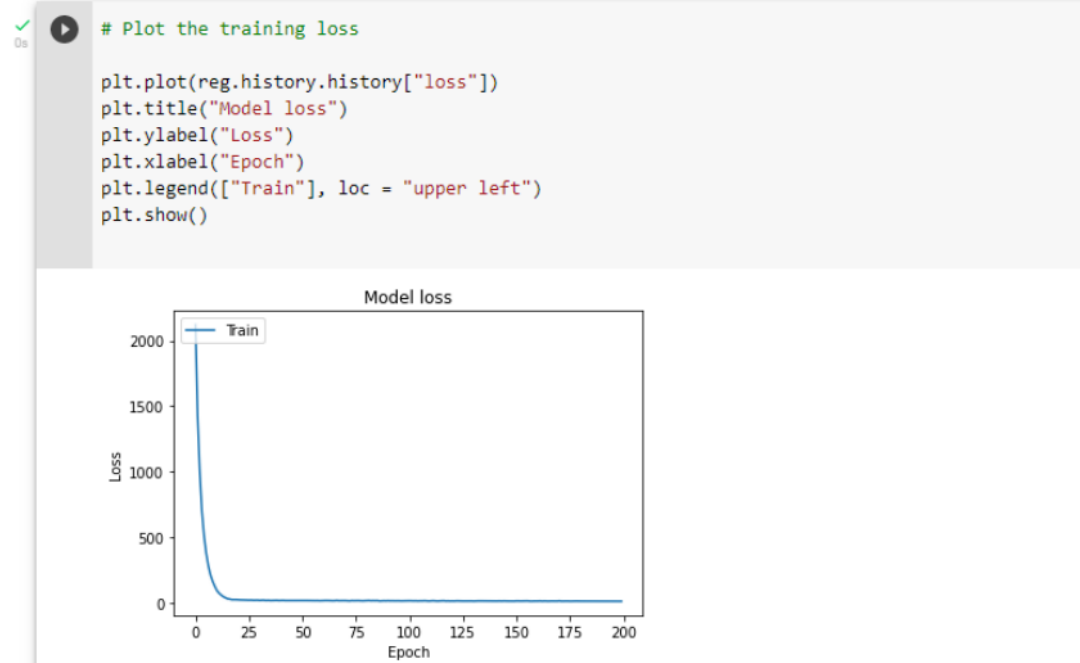 # Plot the training loss
0s
plt.plot(reg.history.history["loss"])
plt.title("Model loss")
plt.ylabel("Loss")
plt.xlabel("Epoch")
plt.legend(["Train"], loc = "upper left")
plt.show()
Model loss
Train
2000
1500
1000
500
0
Loss
0 25 50 75 100 125 150 175 200
Epoch